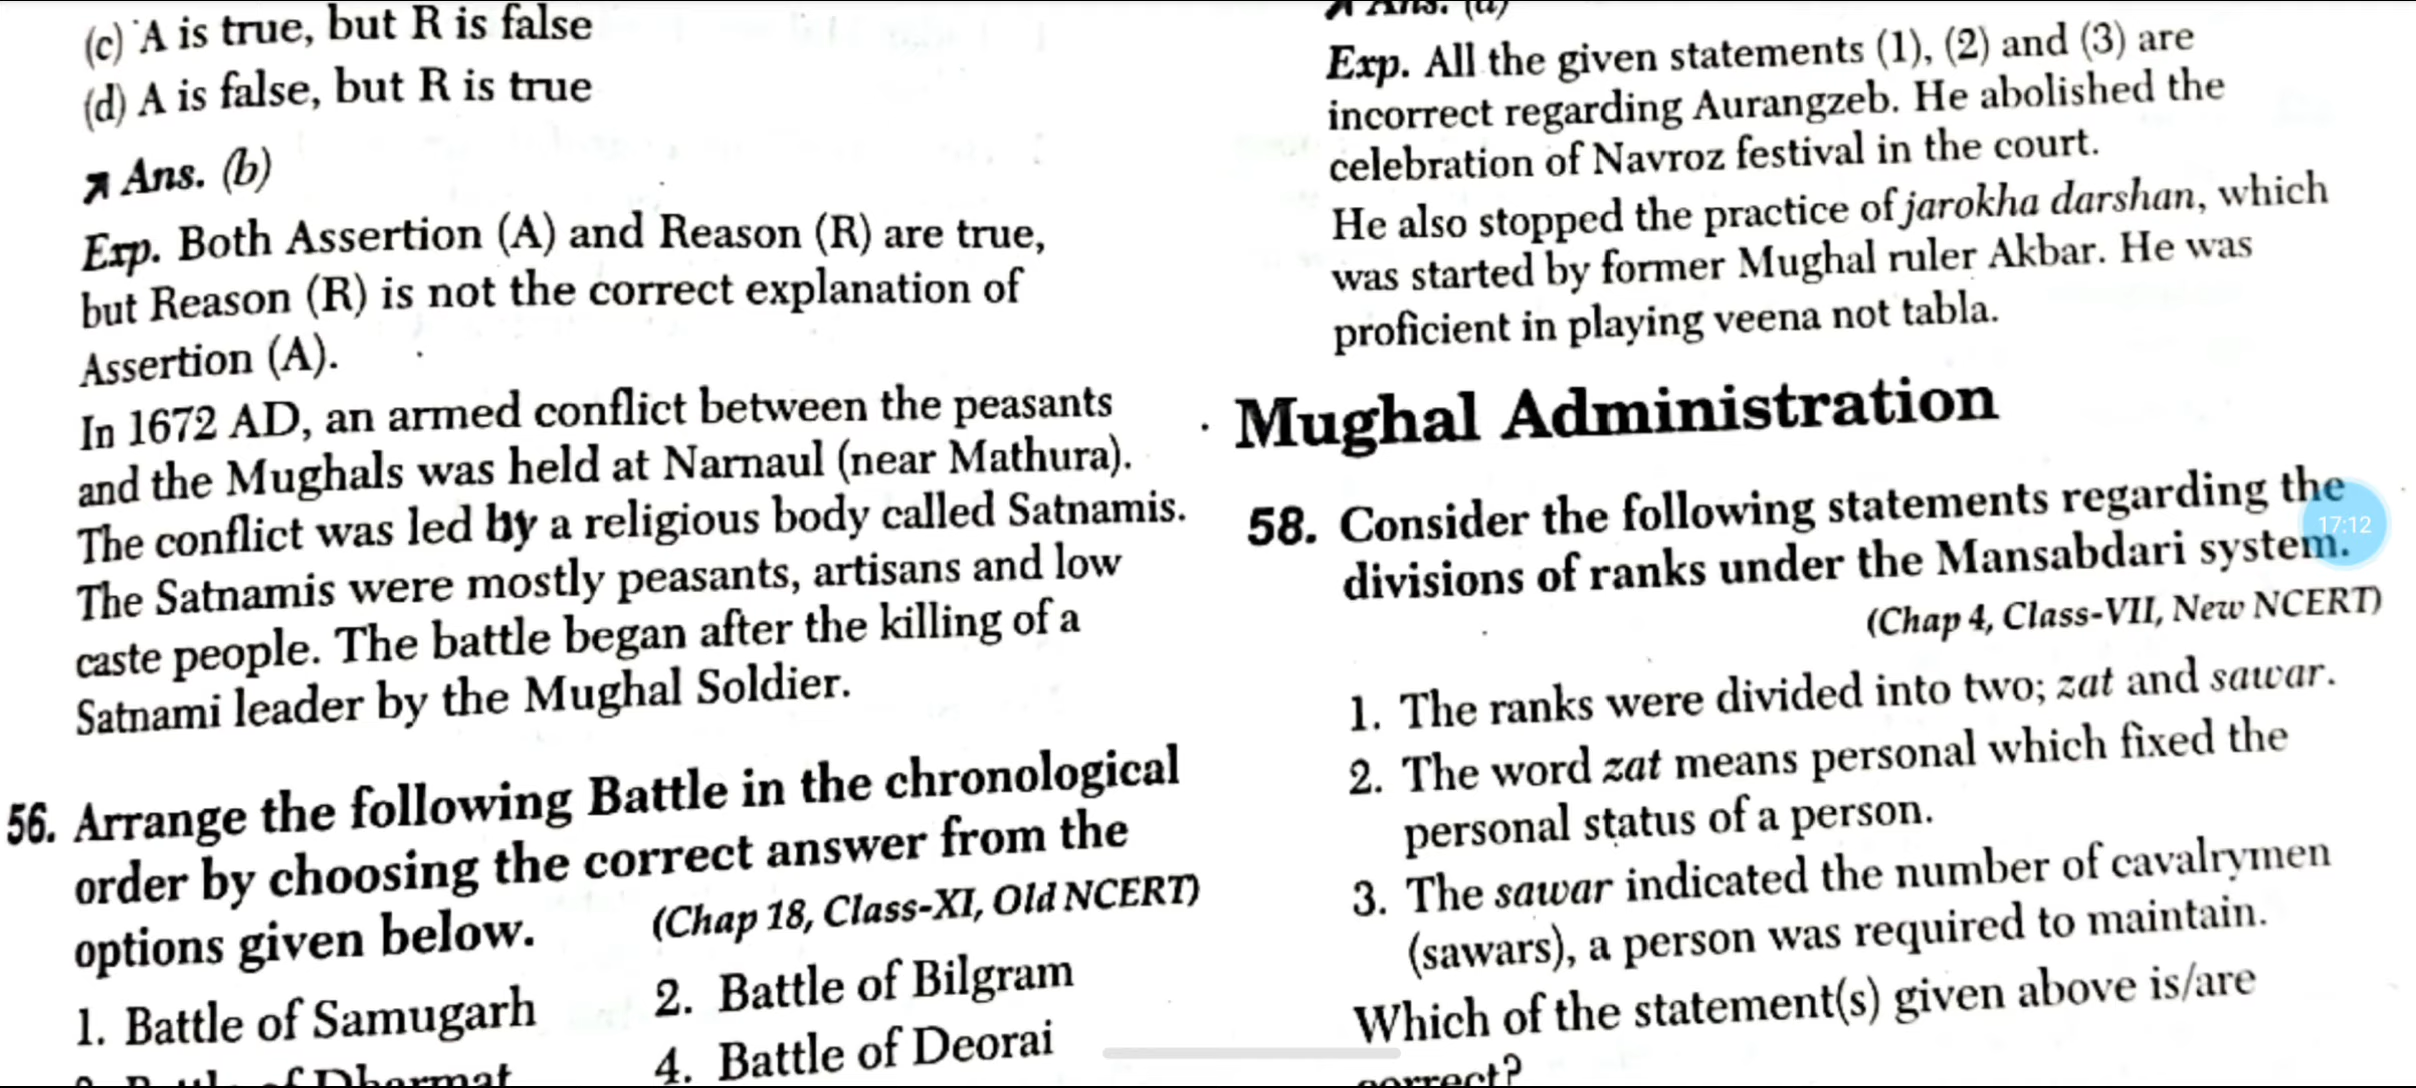 (c) A is true, but R is false
(d) A is false, but R is true
Ans. (b)
Exp. Both Assertion (A) and Reason (R) are true,
but Reason (R) is not the correct explanation of
Assertion (A).
In 1672 AD, an armed conflict between the peasants
and the Mughals was held at Narnaul (near Mathura).
The conflict was led by a religious body called Satnamis.
The Satnamis were mostly peasants, artisans and low
caste people. The battle began after the killing of a
Satnami leader by the Mughal Soldier.
56. Arrange the following Battle in the chronological
order by choosing the correct answer from the
options given below.
(Chap 18, Class-XI, Old NCERT)
1. Battle of Samugarh
2. Battle of Bilgram
Battle of Dharmat
4. Battle of Deorai
Ans.
Exp. All the given statements (1), (2) and (3) are
incorrect regarding Aurangzeb. He abolished the
celebration of Navroz festival in the court.
He also stopped the practice of jarokha darshan, which
was started by former Mughal ruler Akbar. He was
proficient in playing veena not tabla.
Mughal Administration
58. Consider the following statements regarding the
divisions of ranks under the Mansabdari system.
(Chap 4, Class-VII, New NCERT)
1. The ranks were divided into two; zat and sawar.
2. The word zat means personal which fixed the
personal status of a person.
3. The sawar indicated the number of cavalrymen
(sawars), a person was required to maintain.
Which of the statement(s) given above is/are
correct?
17:12